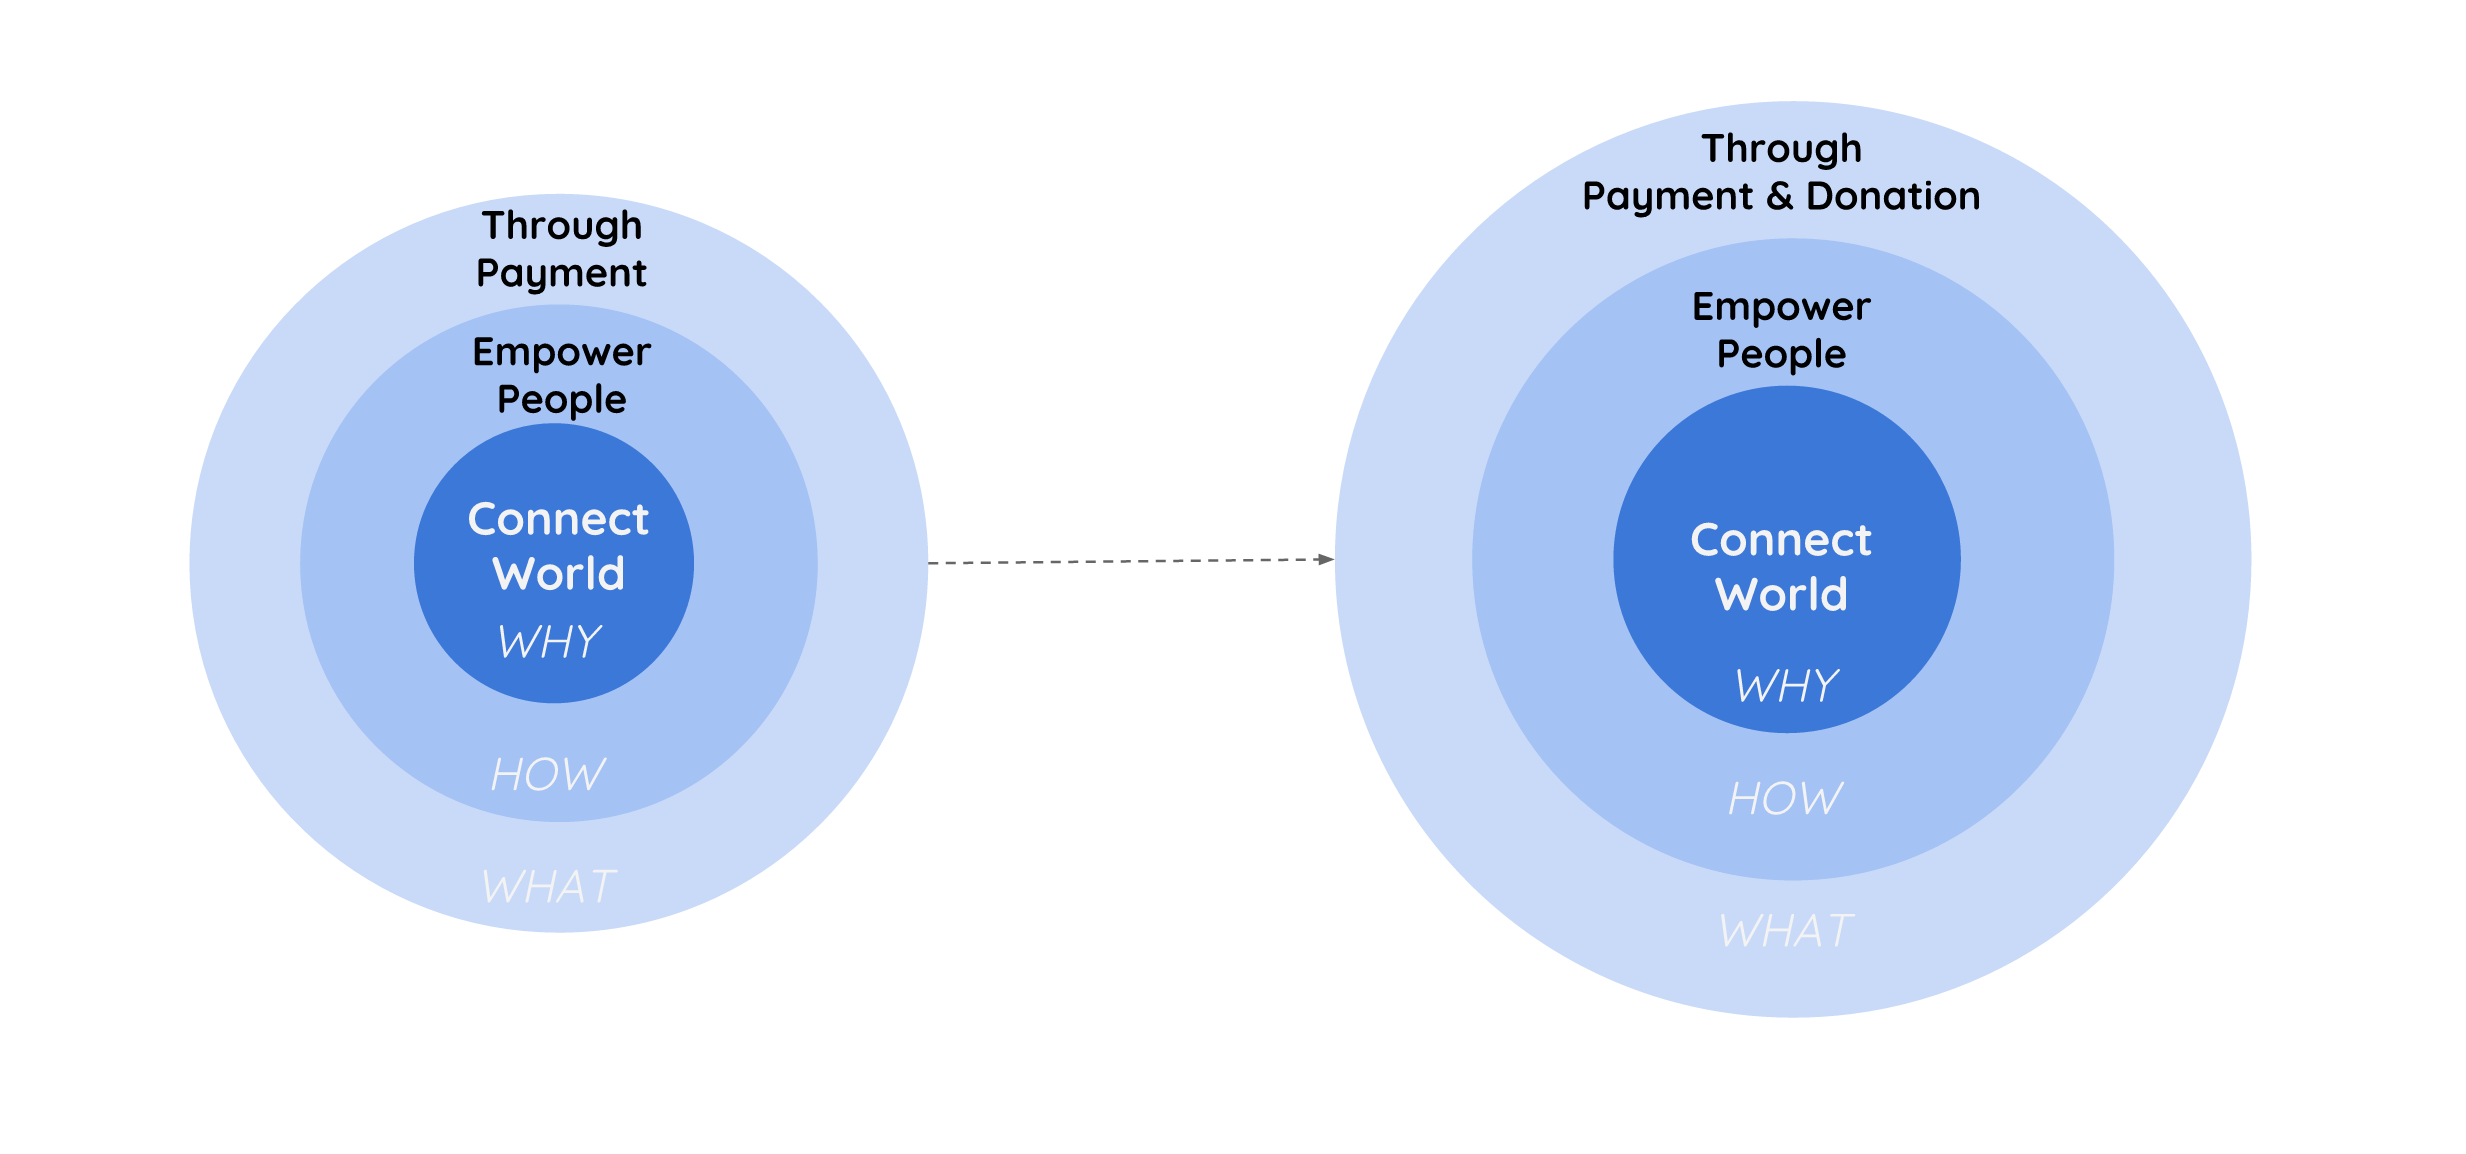 Through
Payment
Empower
People
Connect
World
WHY
HOW
WHAT
Through
Payment & Donation
Empower
People
Connect
World
WHY
HOW
WHAT